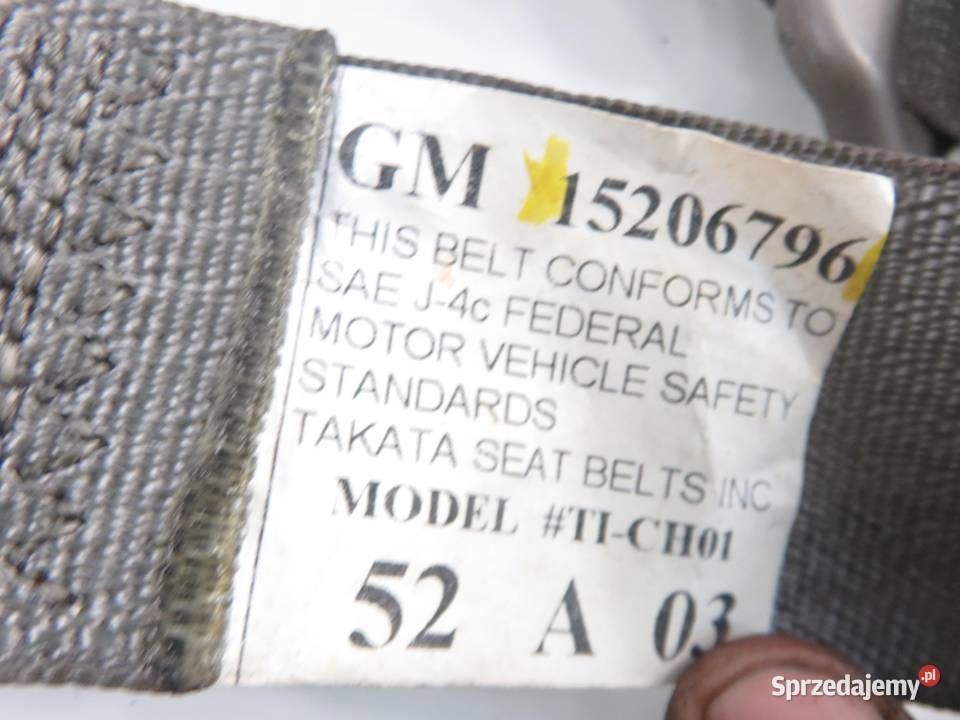 GM 15206796
THIS BELT CONFORMS TO
SAE J-4c FEDERAL
MOTOR VEHICLE SAFETY
STANDARDS
TAKATA SEAT BELTS INC
MODEL #TI-CH01
52 A 03
Sprzedajemy.pl